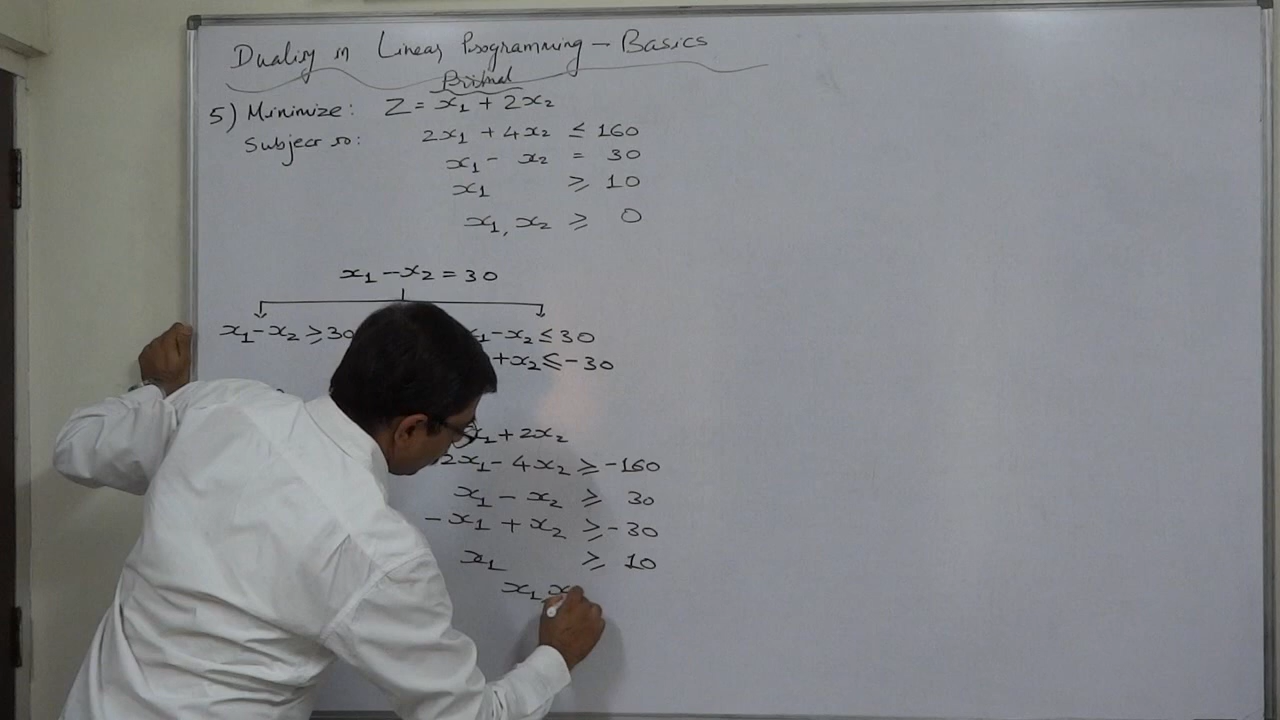 Duality in Linear Programming - Basics
Primal
5) Minimize: Z = x₁ + 2x₂
Subject to: 2x₁ + 4x₂ ≤ 160
x₁ - x₂ = 30
x₁ ≥ 10
x₁, x₂ ≥ 0
x₁ - x₂ = 30
x₁ - x₂ ≥ 30 x₁ - x₂ ≤ 30
+ x₂ ≤ - 30
x₁ + 2x₂
2x₁ - 4x₂ ≥ -160
x₁ - x₂ ≥ 30
- x₁ + x₂ ≥ - 30
x₁ ≥ 10
x₁, x